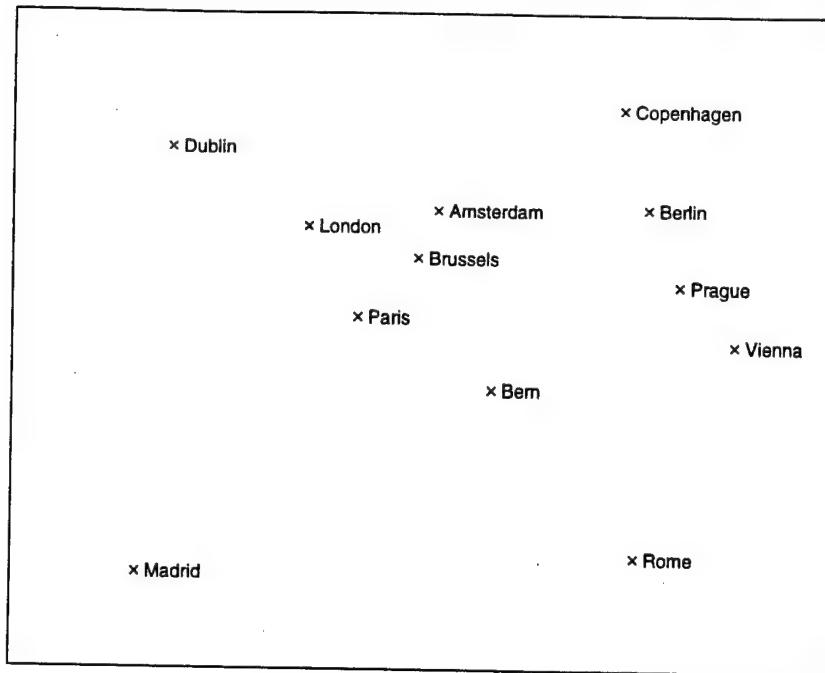 × Copenhagen
× Dublin
× Amsterdam
× Berlin
× London
× Brussels
× Prague
× Paris
× Vienna
× Bern
× Rome
× Madrid